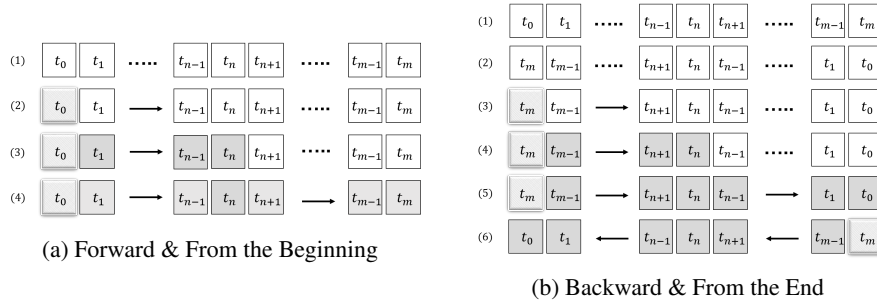 (1) t₀ t₁ ····· tₙ₋₁ tₙ tₙ₊₁ ····· tₘ₋₁ tₘ
(2) t₀ t₁ → tₙ₋₁ tₙ tₙ₊₁ tₘ₋₁ tₘ
(3) t₀ t₁ → tₙ₋₁ tₙ tₙ₊₁ ····· tₘ₋₁ tₘ
(4) t₀ t₁ → tₙ₋₁ tₙ tₙ₊₁ → tₘ₋₁ tₘ
(a) Forward & From the Beginning
(1) t₀ t₁ ····· tₙ₋₁ tₙ tₙ₊₁ ····· tₘ₋₁ tₘ
(2) tₘ tₘ₋₁ ····· tₙ₊₁ tₙ tₙ₋₁ ····· t₁ t₀
(3) tₘ tₘ₋₁ → tₙ₊₁ tₙ tₙ₋₁ ····· t₁ t₀
(4) tₘ tₘ₋₁ → tₙ₊₁ tₙ tₙ₋₁ ····· t₁ t₀
(5) tₘ tₘ₋₁ → tₙ₊₁ tₙ tₙ₋₁ → t₁ t₀
(6) t₀ t₁ ← tₙ₋₁ tₙ tₙ₊₁ ← tₘ₋₁ tₘ
(b) Backward & From the End